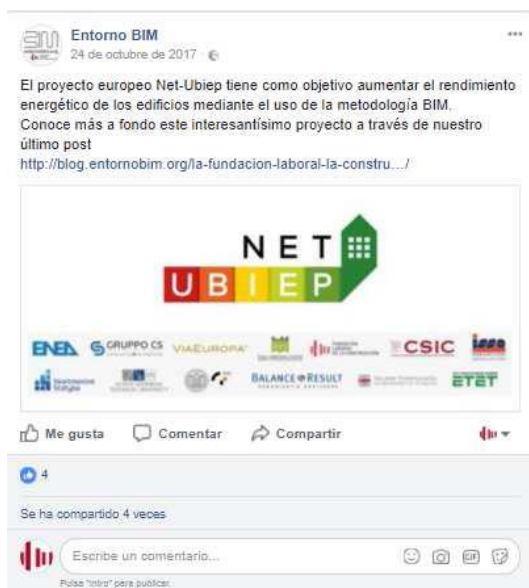 Entorno BIM
24 de octubre de 2017
El proyecto europeo Net-Ubiep tiene como objetivo aumentar el rendimiento
energético de los edificios mediante el uso de la metodología BIM.
Conoce más a fondo este interesantísimo proyecto a través de nuestro
último post
http://blog.entornobim.org/la-fundacion-laboral-la-constru…/
NET
UBIEP
ENEA GRUPPO CS VIAEUROPA CSIC
BALANCE RESULT ETET
Me gusta Comentar Compartir
4
Se ha compartido 4 veces
Escribe un comentario... GIF
Pulsa "Intro" para publicar.